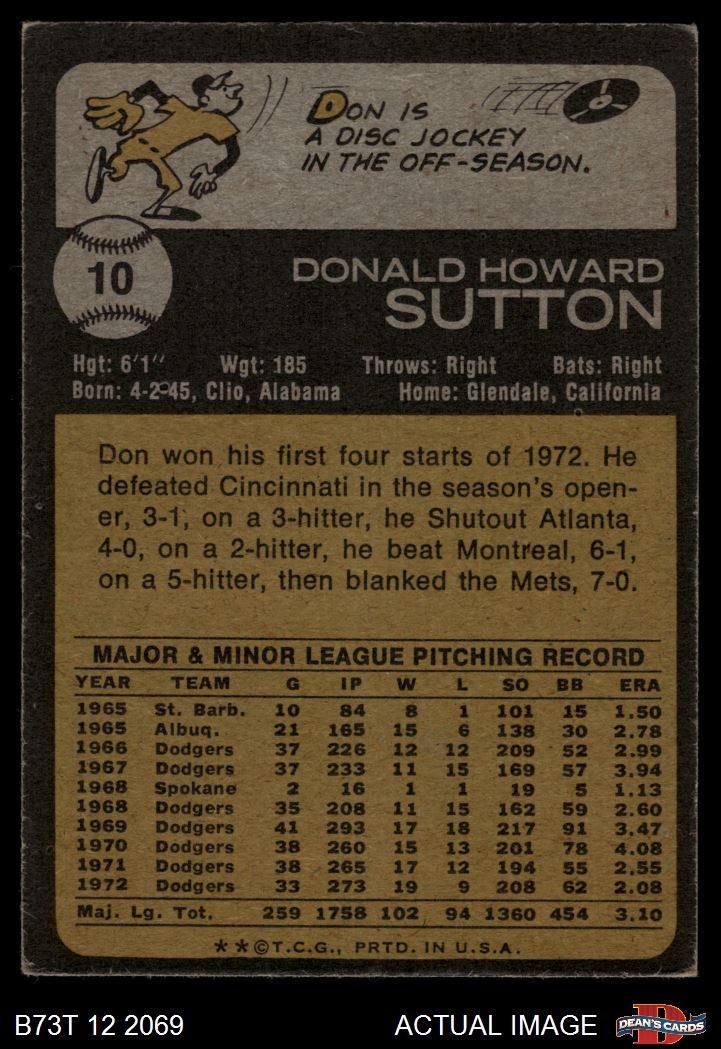 DON IS
A DISC JOCKEY
IN THE OFF-SEASON.
10
DONALD HOWARD
SUTTON
Hgt: 6'1" Wgt: 185 Throws: Right Bats: Right
Born: 4-2-45, Clio, Alabama Home: Glendale, California
Don won his first four starts of 1972. He
defeated Cincinnati in the season's open-
er, 3-1, on a 3-hitter, he Shutout Atlanta,
4-0, on a 2-hitter, he beat Montreal, 6-1,
on a 5-hitter, then blanked the Mets, 7-0.
MAJOR & MINOR LEAGUE PITCHING RECORD
YEAR TEAM G IP W L SO BB ERA
1965 St. Barb. 10 84 8 1 101 15 1.50
1965 Albuq. 21 165 15 6 138 30 2.78
1966 Dodgers 37 226 12 12 209 52 2.99
1967 Dodgers 37 233 11 15 169 57 3.94
1968 Spokane 2 16 1 1 19 5 1.13
1968 Dodgers 35 208 11 15 162 59 2.60
1969 Dodgers 41 293 17 18 217 91 3.47
1970 Dodgers 38 260 15 13 201 78 4.08
1971 Dodgers 38 265 17 12 194 55 2.55
1972 Dodgers 33 273 19 9 208 62 2.08
Maj. Lg. Tot. 259 1758 102 94 1360 454 3.10
**©T.C.G., PRTD. IN U.S.A.
B73T 12 2069 ACTUAL IMAGE DEAN'S CARDS